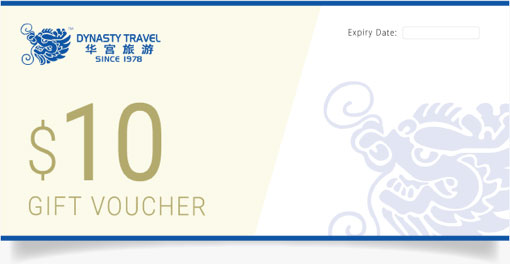 DYNASTY TRAVEL
华宫旅游
SINCE 1978
Expiry Date:
$10
GIFT VOUCHER